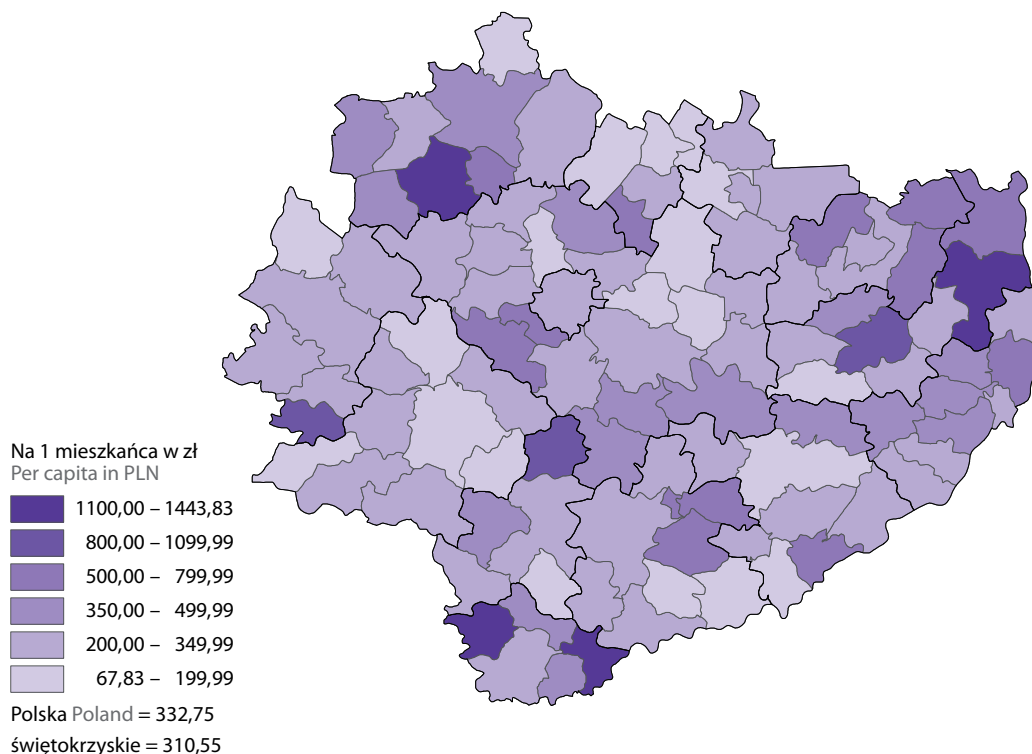 Na 1 mieszkańca w zł
Per capita in PLN
1100,00 – 1443,83
800,00 – 1099,99
500,00 – 799,99
350,00 – 499,99
200,00 – 349,99
67,83 – 199,99
Polska Poland = 332,75
świętokrzyskie = 310,55